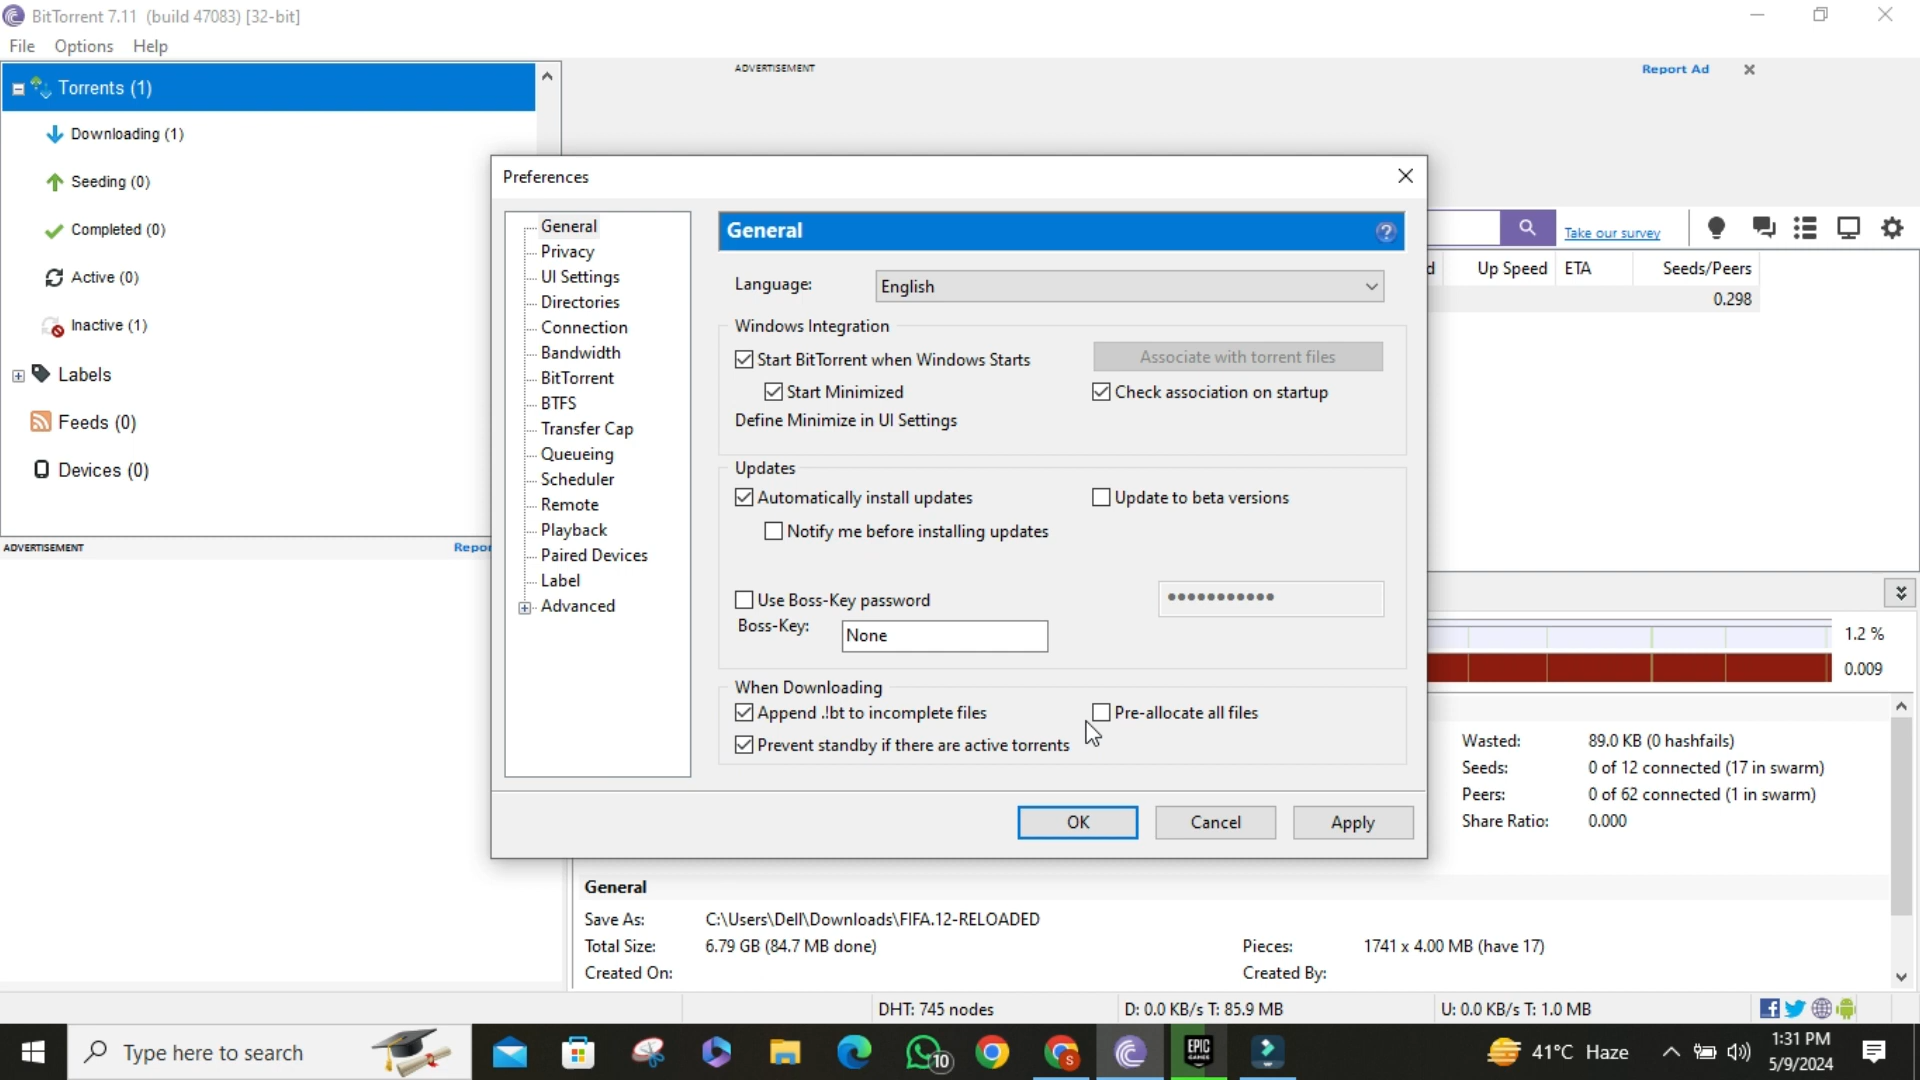 BitTorrent 7.11 (build 47083) [32-bit]
File Options Help
Torrents (1)
Downloading (1)
Seeding (0)
Completed (0)
Active (0)
Inactive (1)
Labels
Feeds (0)
Devices (0)
ADVERTISEMENT
Repor
ADVERTISEMENT
Report Ad
Take our survey
d Up Speed ETA Seeds/Peers
0.298
Preferences
General
Privacy
UI Settings
Directories
Connection
Bandwidth
BitTorrent
BTFS
Transfer Cap
Queueing
Scheduler
Remote
Playback
Paired Devices
Label
Advanced
General
Language: English
Windows Integration
Start BitTorrent when Windows Starts
Associate with torrent files
Start Minimized
Check association on startup
Define Minimize in UI Settings
Updates
Automatically install updates
Update to beta versions
Notify me before installing updates
Use Boss-Key password
Boss-Key: None
When Downloading
Append .!bt to incomplete files
Pre-allocate all files
Prevent standby if there are active torrents
OK Cancel Apply
1.2 %
0.009
Wasted: 89.0 KB (0 hashfails)
Seeds: 0 of 12 connected (17 in swarm)
Peers: 0 of 62 connected (1 in swarm)
Share Ratio: 0.000
General
Save As: C:\Users\Dell\Downloads\FIFA.12-RELOADED
Total Size: 6.79 GB (84.7 MB done)
Pieces: 1741 x 4.00 MB (have 17)
Created On:
Created By:
DHT: 745 nodes
D: 0.0 KB/s T: 85.9 MB
U: 0.0 KB/s T: 1.0 MB
Type here to search
10
S
EPIC
GAMES
41°C Haze
1:31 PM
5/9/2024